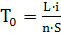 T₀ = L·i / n·S